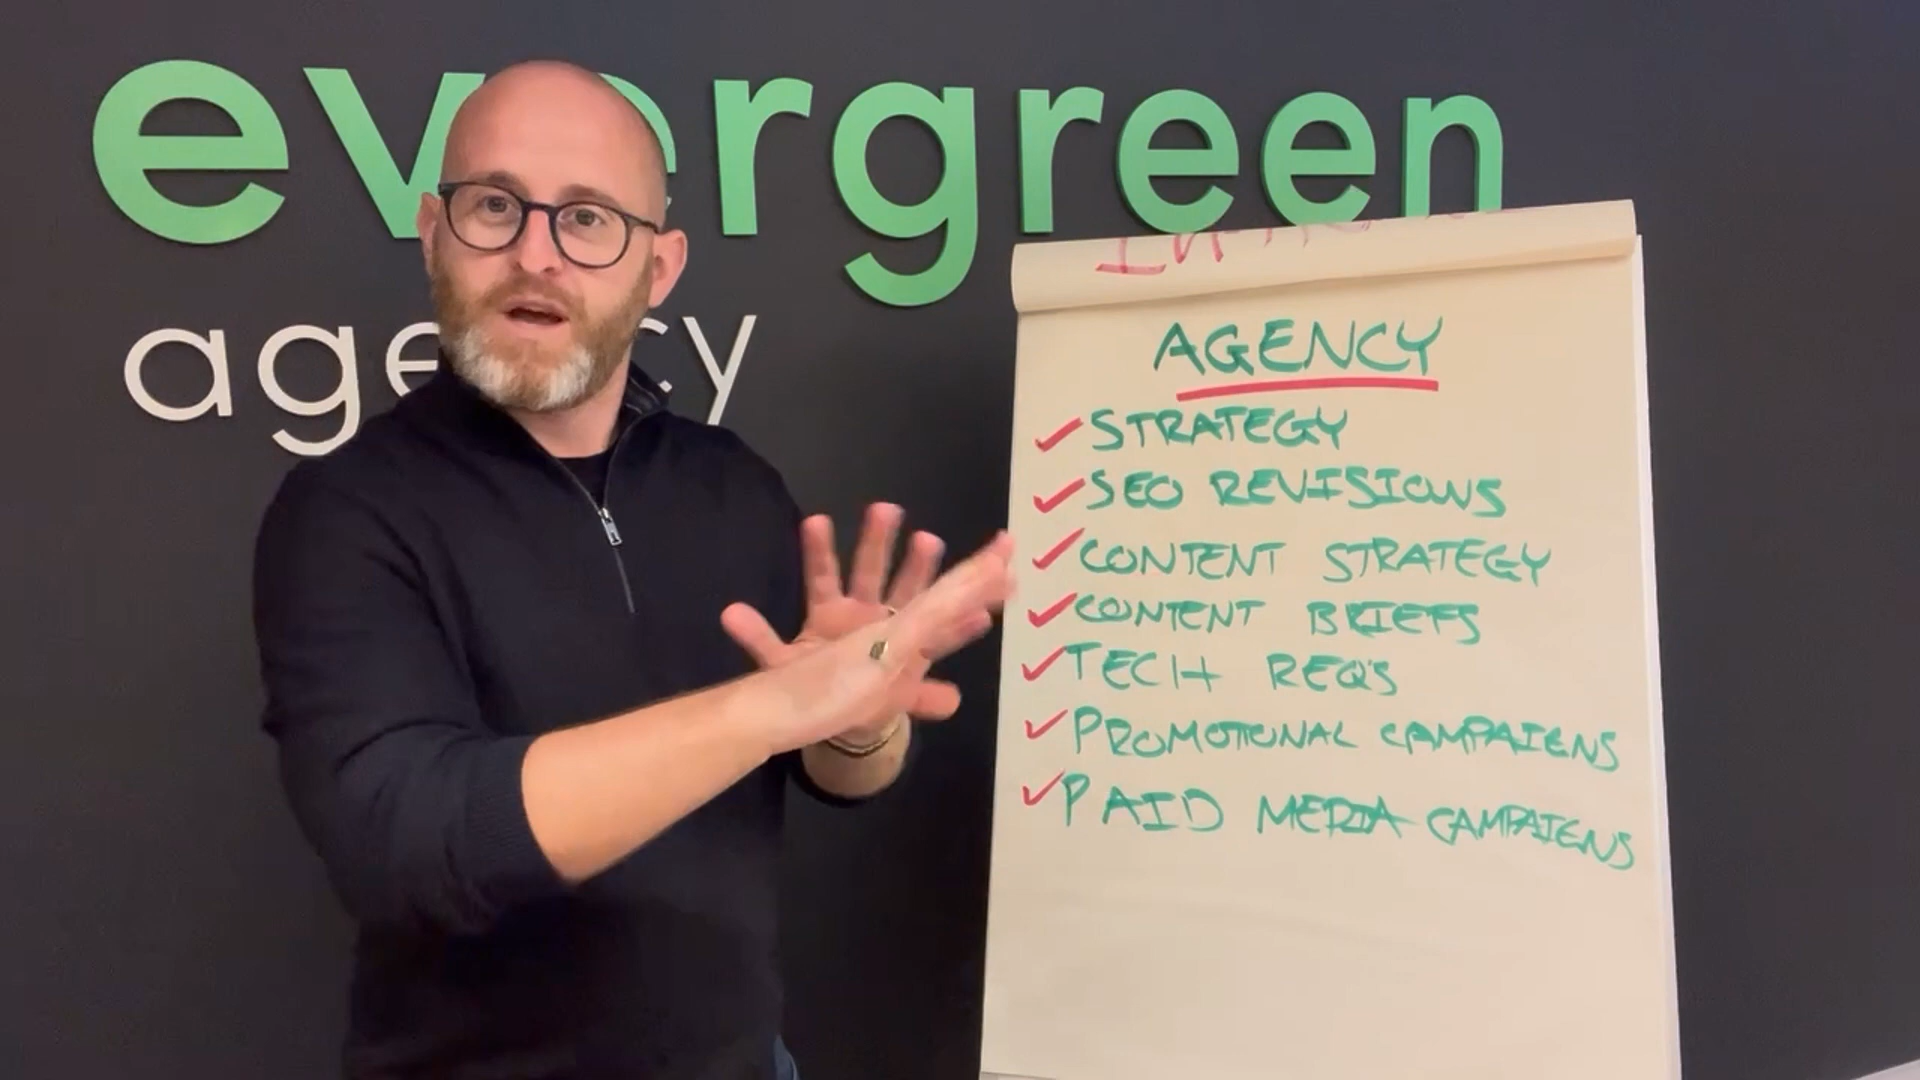 evergreen
agency
AGENCY
STRATEGY
SEO REVISIONS
CONTENT STRATEGY
CONTENT BRIEFS
TECH REQ'S
PROMOTIONAL CAMPAIGNS
PAID MEDIA CAMPAIGNS